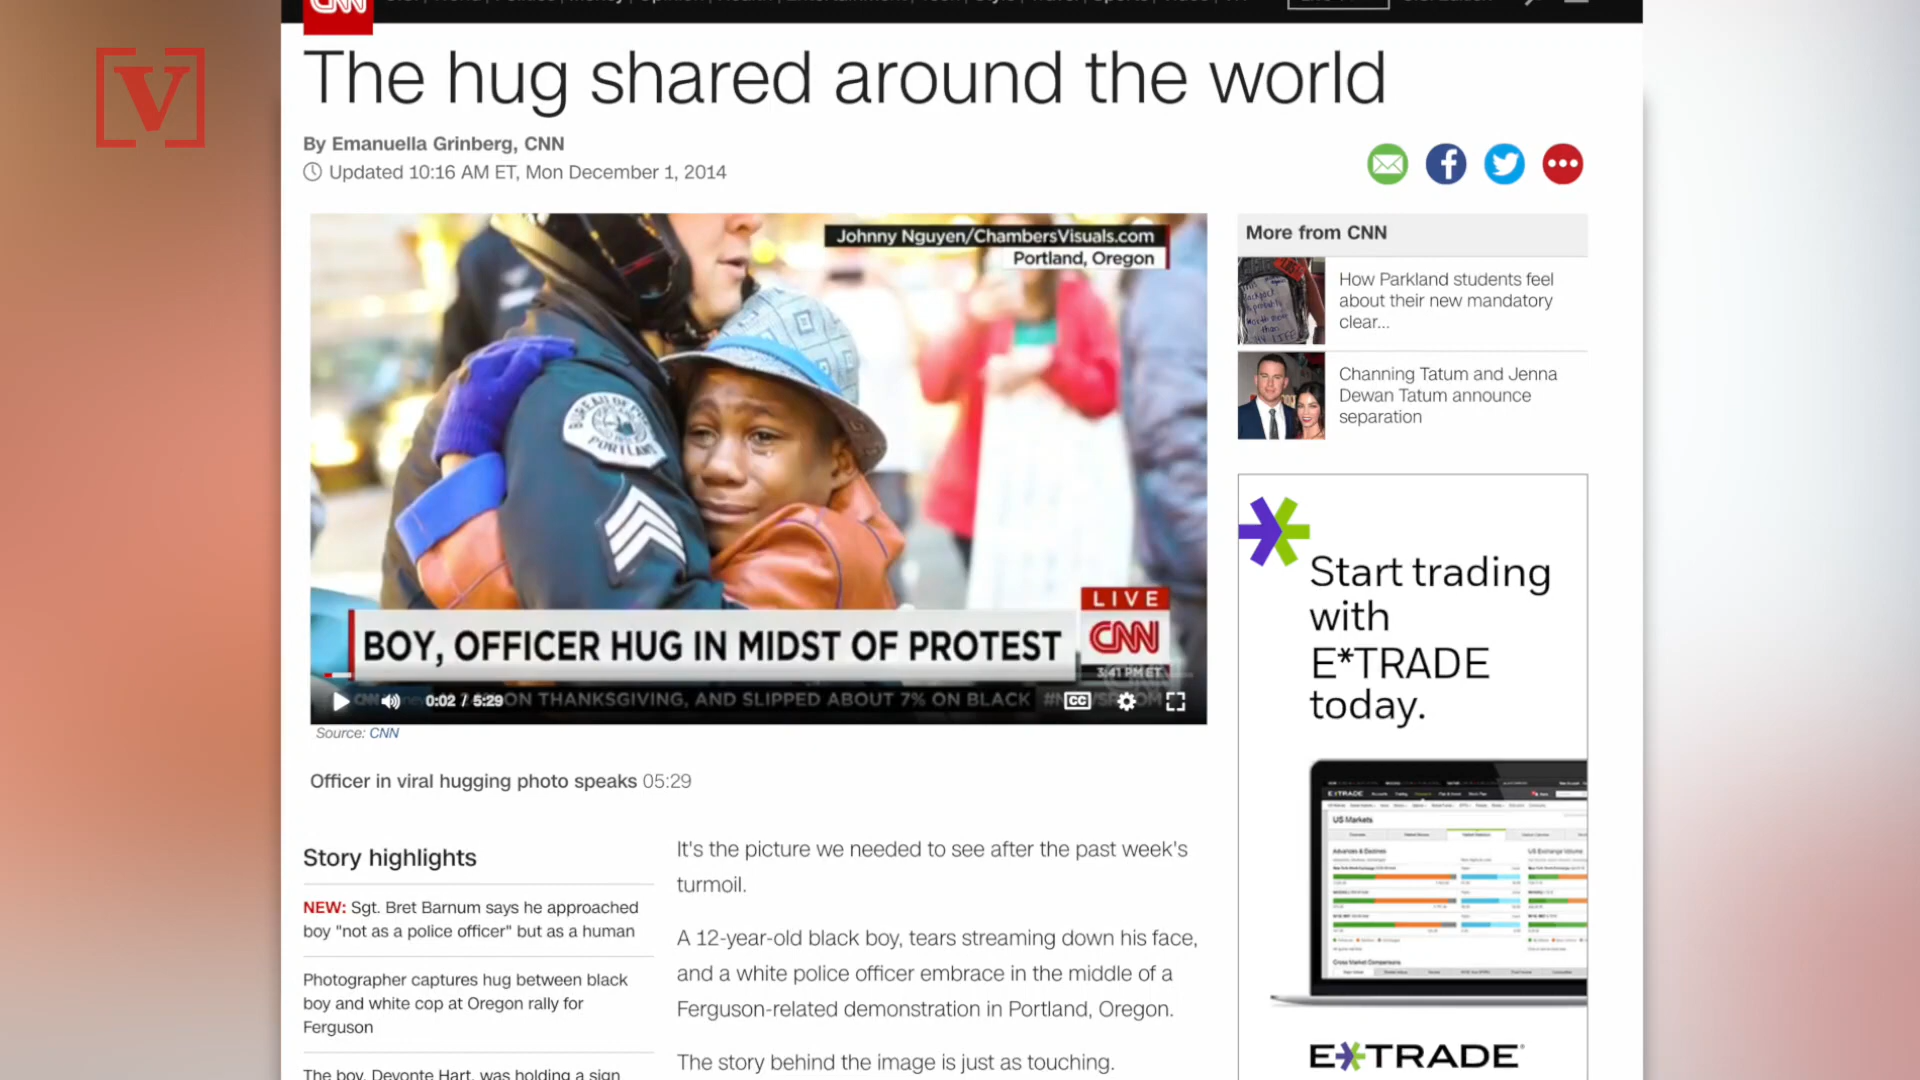 CNN
The hug shared around the world
V
By Emanuella Grinberg, CNN
Updated 10:16 AM ET, Mon December 1, 2014
Johnny Nguyen/ChambersVisuals.com
Portland, Oregon
PORTLAND
LIVE
BOY, OFFICER HUG IN MIDST OF PROTEST
CNN
3:41 PM ET
0:02 / 5:29
ON THANKSGIVING, AND SLIPPED ABOUT 7% ON BLACK
CC
Source: CNN
Officer in viral hugging photo speaks 05:29
Story highlights
NEW: Sgt. Bret Barnum says he approached
boy "not as a police officer" but as a human
Photographer captures hug between black
boy and white cop at Oregon rally for
Ferguson
The boy, Devonte Hart, was holding a sign
It's the picture we needed to see after the past week's
turmoil.
A 12-year-old black boy, tears streaming down his face,
and a white police officer embrace in the middle of a
Ferguson-related demonstration in Portland, Oregon.
The story behind the image is just as touching.
More from CNN
How Parkland students feel
about their new mandatory
clear...
Channing Tatum and Jenna
Dewan Tatum announce
separation
Start trading
with
E*TRADE
today.
E*TRADE
US Markets
E*TRADE